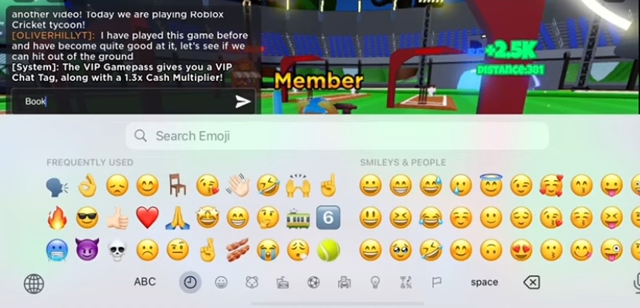 another video! Today we are playing Roblox
Cricket tycoon!
[OLIVERHILLYT]: I have played this game before
and have become quite good at it, let's see if we
can hit out of the ground
[System]: The VIP Gamepass gives you a VIP
Chat Tag, along with a 1.3x Cash Multiplier!
Book
Member
+2.5K
DISTANCE:381
Search Emoji
FREQUENTLY USED
SMILEYS & PEOPLE
6
ABC
space